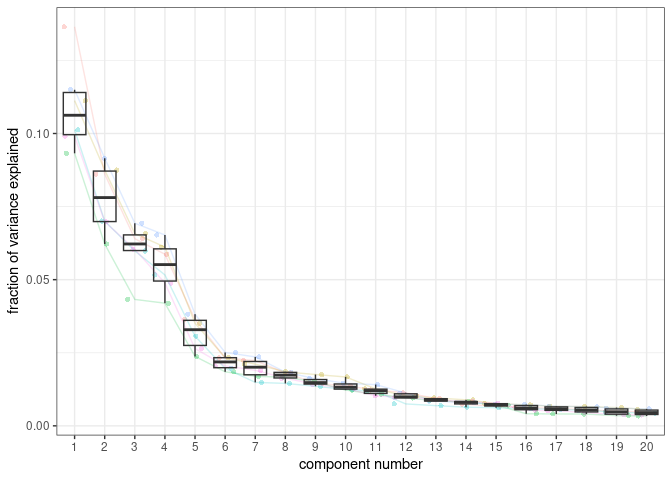 fraction of variance explained
0.10
0.05
0.00
1 2 3 4 5 6 7 8 9 10 11 12 13 14 15 16 17 18 19 20
component number